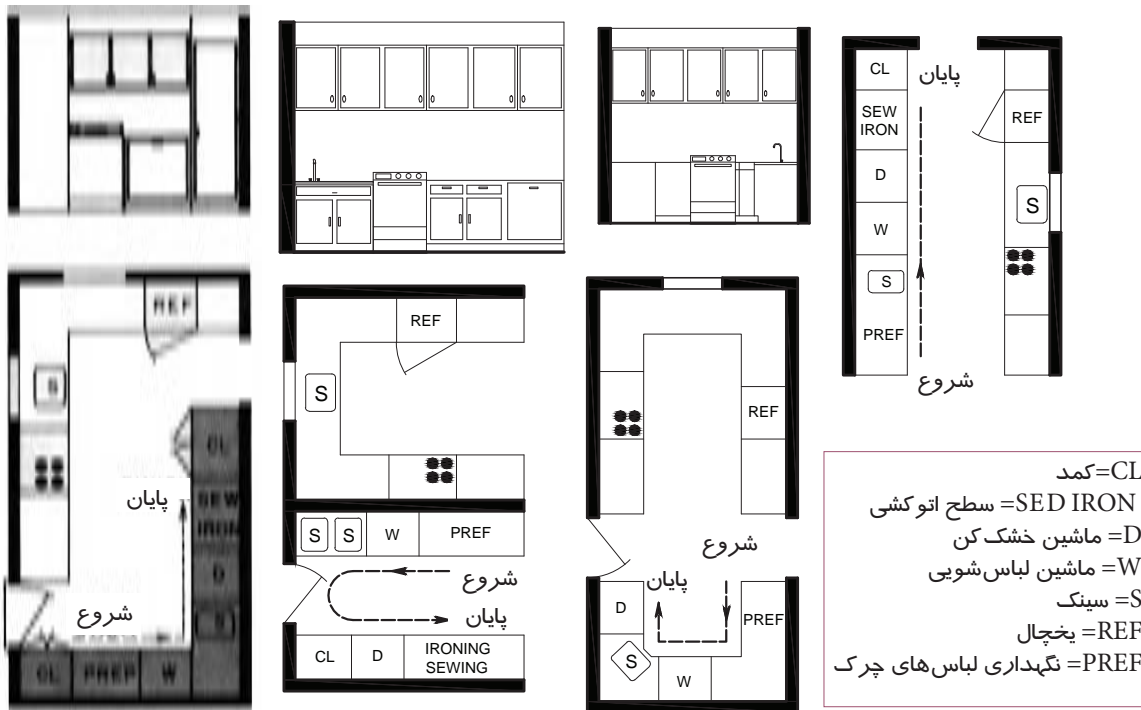 REF
S
CL
SEW
IRON
D
S
پایان
شروع
CL
PREP
W
REF
S
S
S
W
PREF
شروع
پایان
CL
D
IRONING
SEWING
REF
شروع
پایان
D
PREF
S
W
CL
پایان
SEW
IRON
REF
D
S
W
S
PREF
شروع
CL=کمد
SED IRON= سطح اتوکشی
D= ماشین خشک‌کن
W= ماشین لباس‌شویی
S= سینک
REF= یخچال
PREF= نگهداری لباس‌های چرک